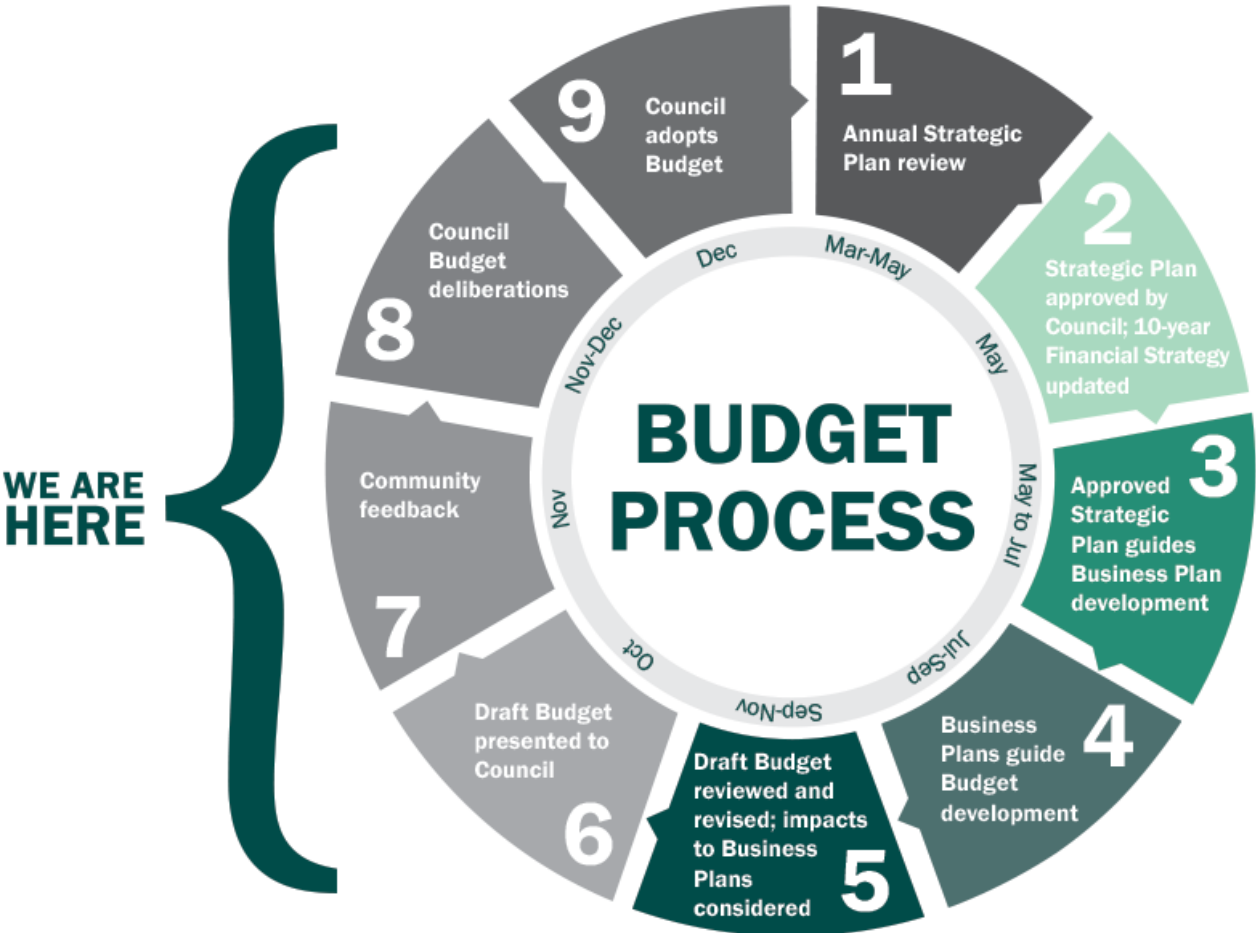 WE ARE
HERE
BUDGET
PROCESS
1
Annual Strategic
Plan review
Mar-May
2
Strategic Plan
approved by
Council; 10-year
Financial Strategy
updated
May
3
Approved
Strategic
Plan guides
Business Plan
development
May to Jul
4
Business
Plans guide
Budget
development
Jul-Sep
5
Draft Budget
reviewed and
revised; impacts
to Business
Plans
considered
Sep-Nov
6
Draft Budget
presented to
Council
Oct
7
Community
feedback
Nov
8
Council
Budget
deliberations
Nov-Dec
9
Council
adopts
Budget
Dec